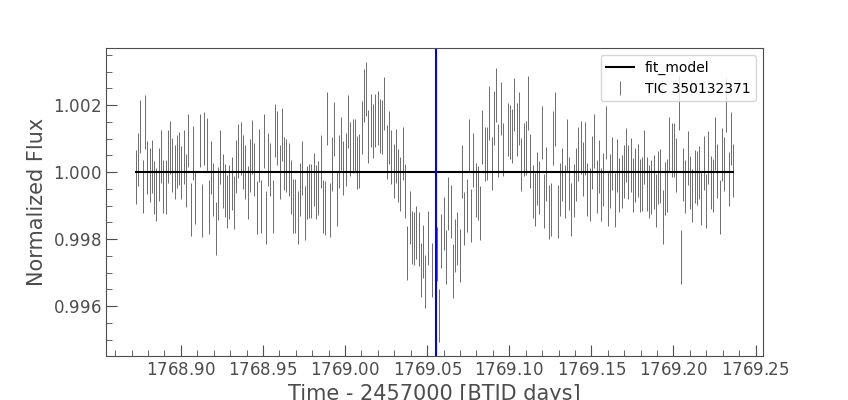 fit_model
TIC 350132371
1.002
1.000
0.998
0.996
Normalized Flux
1768.90 1768.95 1769.00 1769.05 1769.10 1769.15 1769.20 1769.25
Time - 2457000 [BTJD days]